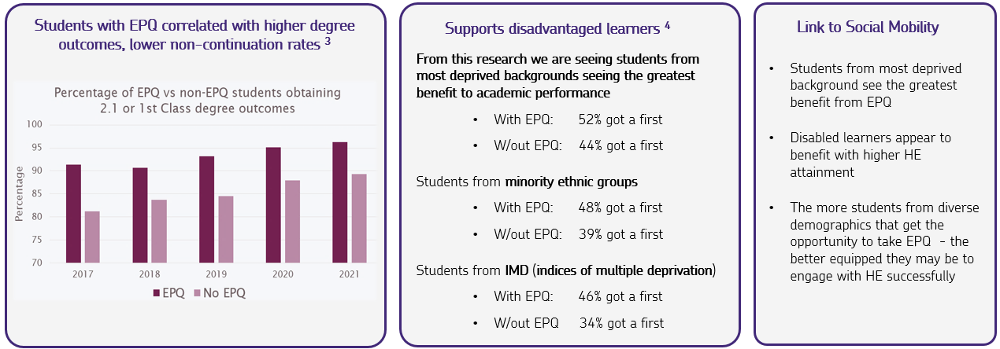 Students with EPQ correlated with higher degree
outcomes, lower non-continuation rates 3
Percentage of EPQ vs non-EPQ students obtaining
2.1 or 1st Class degree outcomes
100
95
90
85
80
75
70
Percentage
2017 2018 2019 2020 2021
EPQ No EPQ
Supports disadvantaged learners 4
From this research we are seeing students from
most deprived backgrounds seeing the greatest
benefit to academic performance
• With EPQ: 52% got a first
• W/out EPQ: 44% got a first
Students from minority ethnic groups
• With EPQ: 48% got a first
• W/out EPQ: 39% got a first
Students from IMD (indices of multiple deprivation)
• With EPQ: 46% got a first
• W/out EPQ 34% got a first
Link to Social Mobility
• Students from most deprived
background see the greatest
benefit from EPQ
• Disabled learners appear to
benefit with higher HE
attainment
• The more students from diverse
demographics that get the
opportunity to take EPQ - the
better equipped they may be to
engage with HE successfully